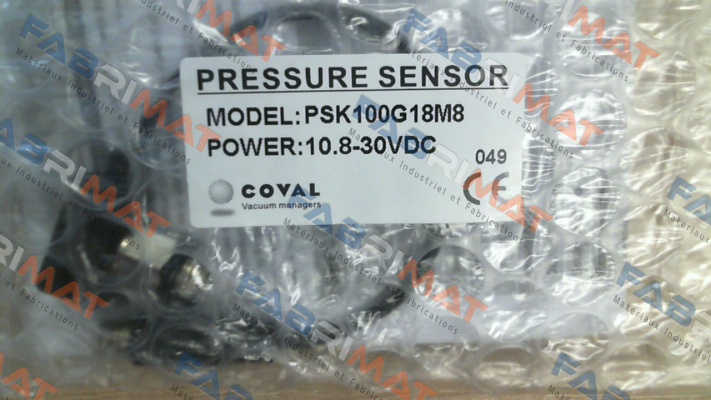 PRESSURE SENSOR
MODEL:PSK100G18M8
POWER:10.8-30VDC
049
COVAL
Vacuum managers
CE
FABRIMAT
Matériaux Industriel et Fabrications